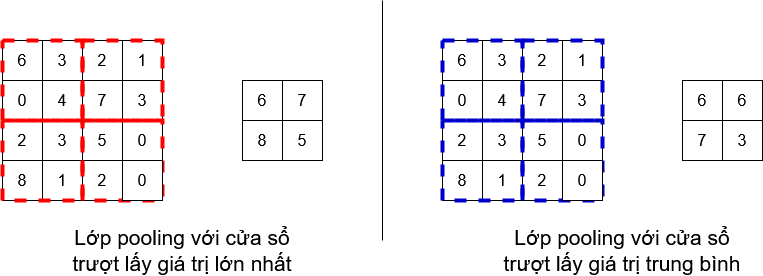 6 3 2 1
0 4 7 3
2 3 5 0
8 1 2 0
6 7
8 5
Lớp pooling với cửa sổ
trượt lấy giá trị lớn nhất
6 3 2 1
0 4 7 3
2 3 5 0
8 1 2 0
6 6
7 3
Lớp pooling với cửa sổ
trượt lấy giá trị trung bình